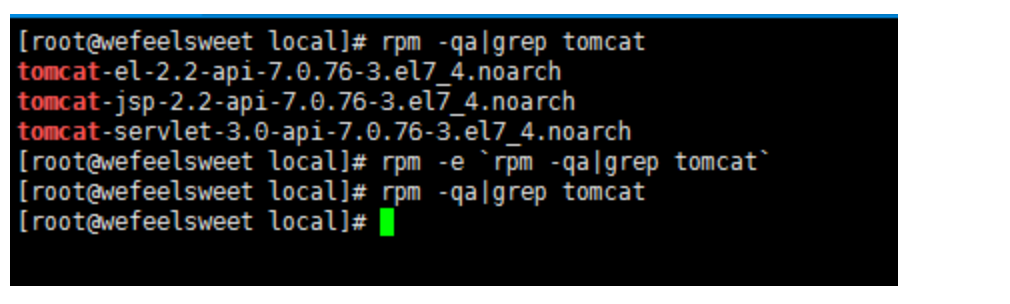 [root@wefeelsweet local]# rpm -qa|grep tomcat
tomcat-el-2.2-api-7.0.76-3.el7_4.noarch
tomcat-jsp-2.2-api-7.0.76-3.el7_4.noarch
tomcat-servlet-3.0-api-7.0.76-3.el7_4.noarch
[root@wefeelsweet local]# rpm -e `rpm -qa|grep tomcat`
[root@wefeelsweet local]# rpm -qa|grep tomcat
[root@wefeelsweet local]#